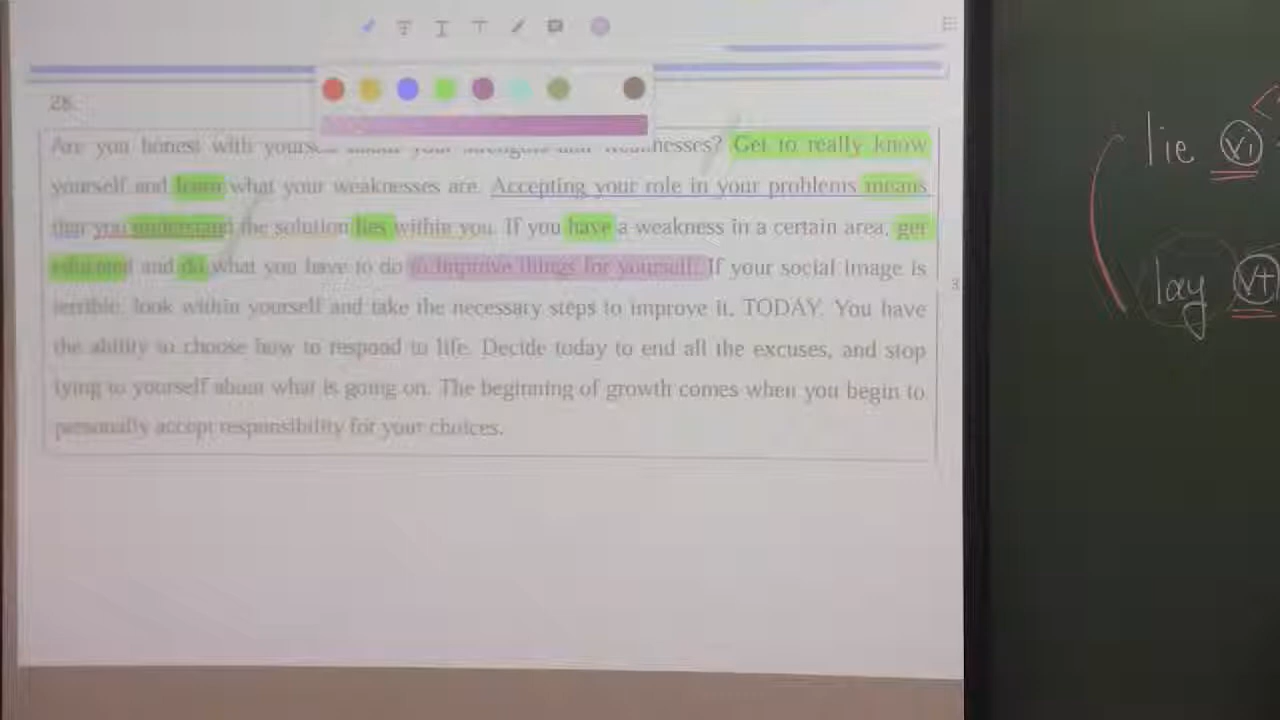 28.
Are you honest with yourself about your strengths and weaknesses? Get to really know
yourself and learn what your weaknesses are. Accepting your role in your problems means
that you understand the solution lies within you. If you have a weakness in a certain area, get
educated and do what you have to do to improve things for yourself. If your social image is
terrible, look within yourself and take the necessary steps to improve it, TODAY. You have
the ability to choose how to respond to life. Decide today to end all the excuses, and stop
lying to yourself about what is going on. The beginning of growth comes when you begin to
personally accept responsibility for your choices.
3
lie vi
lay vt